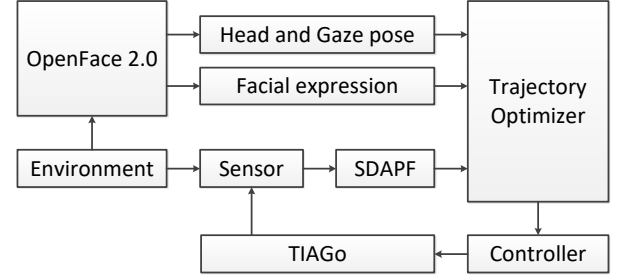 Head and Gaze pose
OpenFace 2.0
Facial expression
Trajectory
Optimizer
Environment
Sensor
SDAPF
TIAGo
Controller